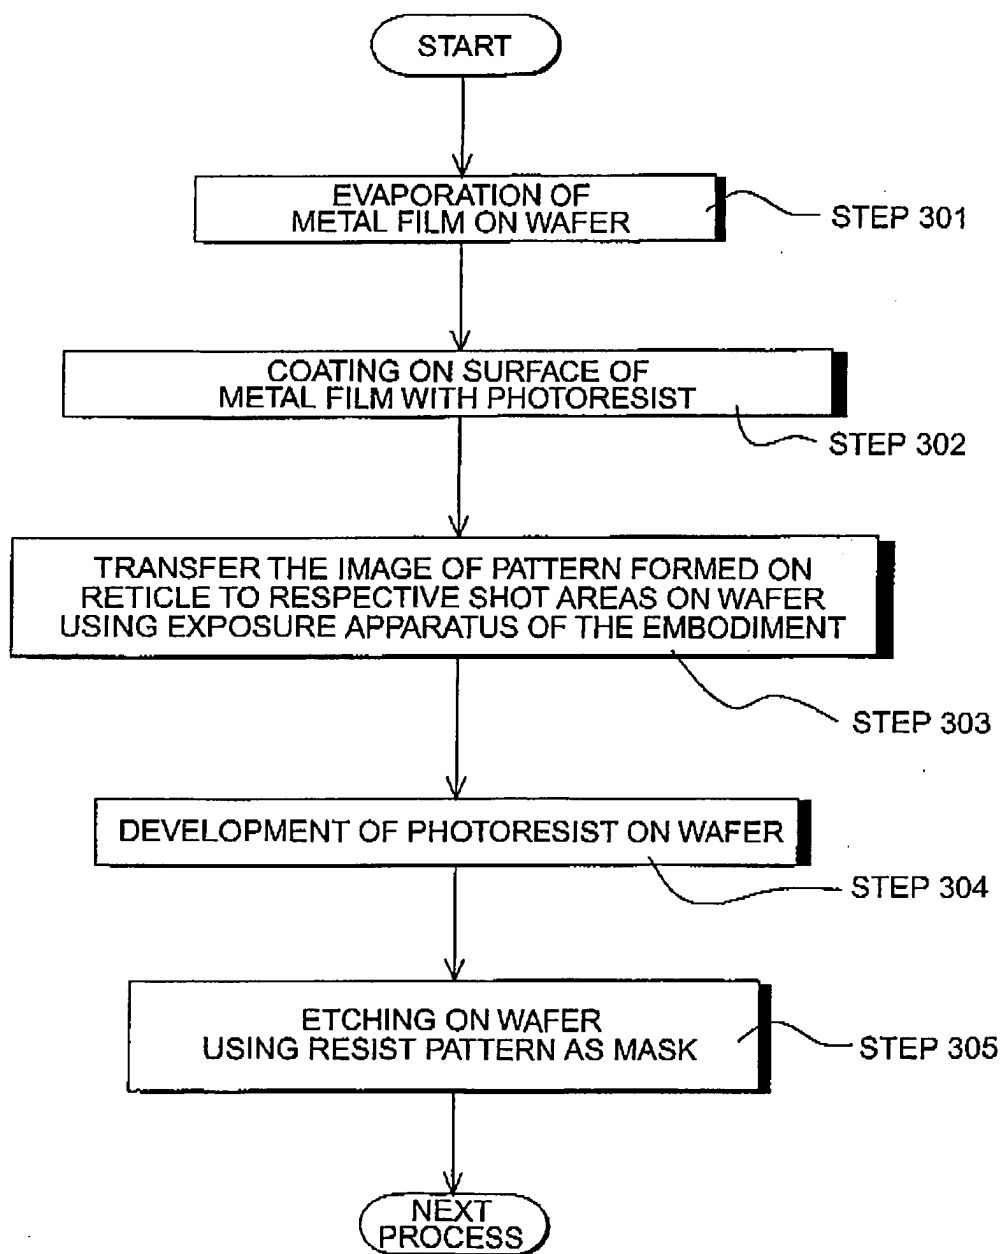 START
EVAPORATION OF
METAL FILM ON WAFER
STEP 301
COATING ON SURFACE OF
METAL FILM WITH PHOTORESIST
STEP 302
TRANSFER THE IMAGE OF PATTERN FORMED ON
RETICLE TO RESPECTIVE SHOT AREAS ON WAFER
USING EXPOSURE APPARATUS OF THE EMBODIMENT
STEP 303
DEVELOPMENT OF PHOTORESIST ON WAFER
STEP 304
ETCHING ON WAFER
USING RESIST PATTERN AS MASK
STEP 305
NEXT
PROCESS